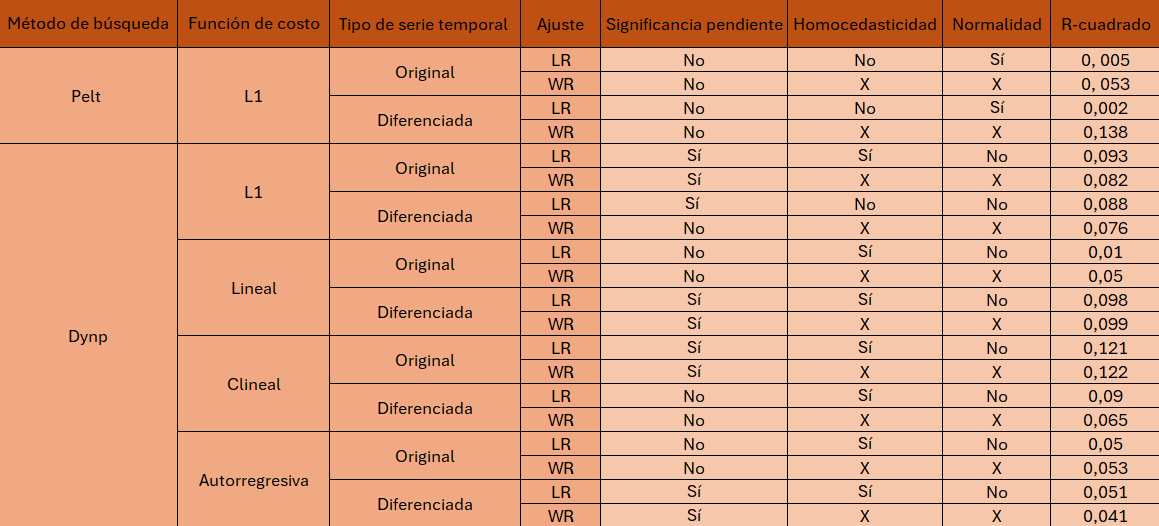 Método de búsqueda Función de costo Tipo de serie temporal Ajuste Significancia pendiente Homocedasticidad Normalidad R-cuadrado
Pelt L1 Original LR No No Sí 0, 005
WR No X X 0, 053
Diferenciada LR No No Sí 0,002
WR No X X 0,138
Dynp L1 Original LR Sí Sí No 0,093
WR Sí X X 0,082
Diferenciada LR Sí No No 0,088
WR No X X 0,076
Lineal Original LR No Sí No 0,01
WR No X X 0,05
Diferenciada LR Sí Sí No 0,098
WR Sí X X 0,099
Clineal Original LR Sí Sí No 0,121
WR Sí X X 0,122
Diferenciada LR No Sí No 0,09
WR No X X 0,065
Autorregresiva Original LR No Sí No 0,05
WR No X X 0,053
Diferenciada LR Sí Sí No 0,051
WR Sí X X 0,041